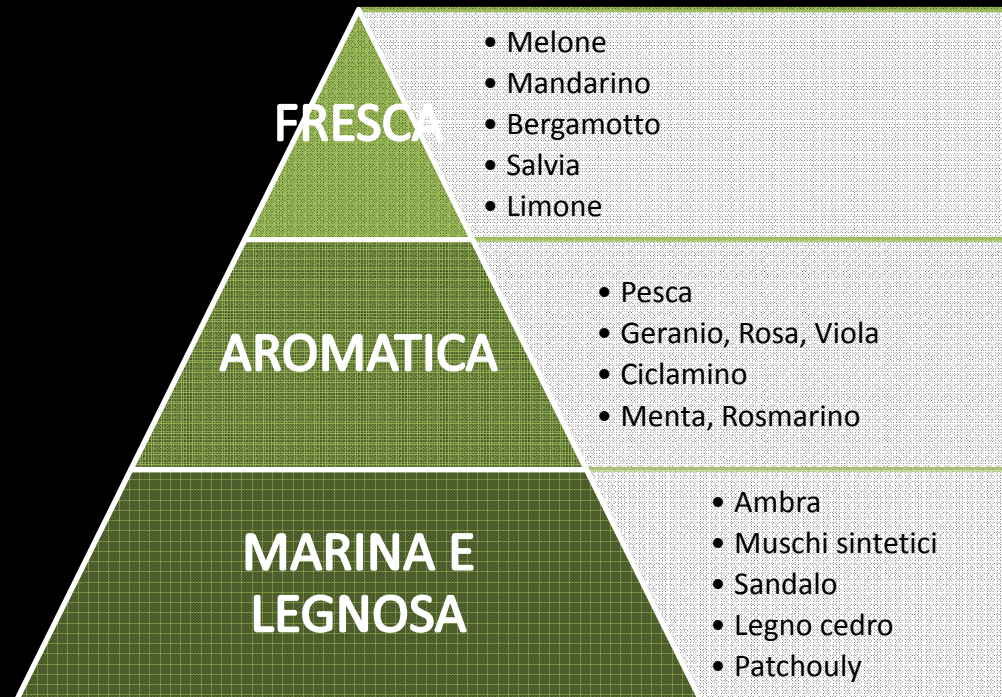 FRESCA
• Melone
• Mandarino
• Bergamotto
• Salvia
• Limone
AROMATICA
• Pesca
• Geranio, Rosa, Viola
• Ciclamino
• Menta, Rosmarino
MARINA E
LEGNOSA
• Ambra
• Muschi sintetici
• Sandalo
• Legno cedro
• Patchouly